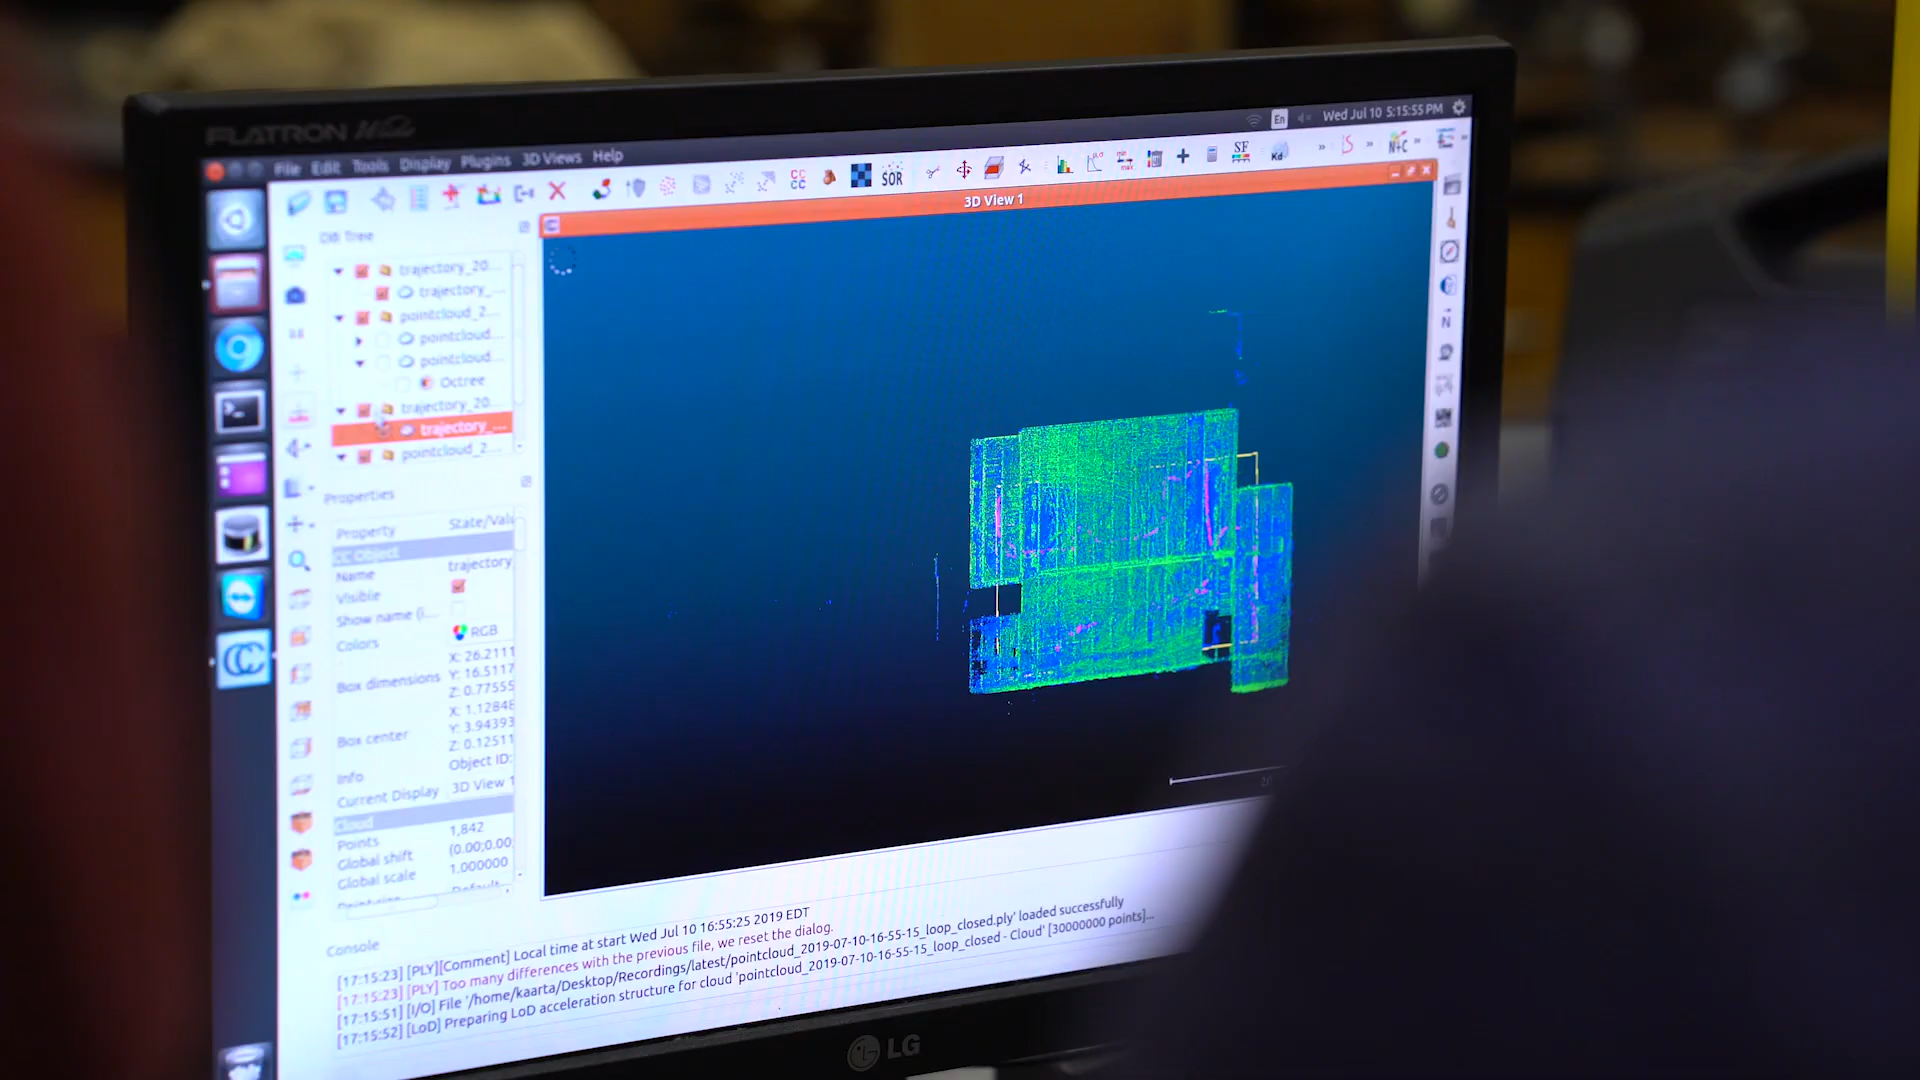 FLATRON Wide
En Wed Jul 10 5:15:55 PM
File Edit Tools Display Plugins 3D Views Help
CC
CC
SOR
min
max
SF
Kd
N+C
3D View 1
DB Tree
trajectory_20...
trajectory_...
pointcloud_2...
pointcloud...
pointcloud...
Octree
trajectory_20...
trajectory_...
pointcloud_2...
N
Properties
Property State/Valu
CC Object
Name trajectory
Visible
Show name (i...
Colors RGB
Box dimensions X: 26.2111
Y: 16.5117
Z: 0.77555
Box center X: 1.12848
Y: 3.94393
Z: 0.12511
Info Object ID:
Current Display 3D View 1
Cloud
Points 1,842
Global shift (0.00;0.00
Global scale 1.000000
Default
Console
[17:15:23] [PLY][Comment] Local time at start Wed Jul 10 16:55:25 2019 EDT
[17:15:23] [PLY] Too many differences with the previous file, we reset the dialog.
[17:15:51] [I/O] File '/home/kaarta/Desktop/Recordings/latest/pointcloud_2019-07-10-16-55-15_loop_closed.ply' loaded successfully
[17:15:52] [LoD] Preparing LoD acceleration structure for cloud 'pointcloud_2019-07-10-16-55-15_loop_closed - Cloud' [30000000 points]...
LG